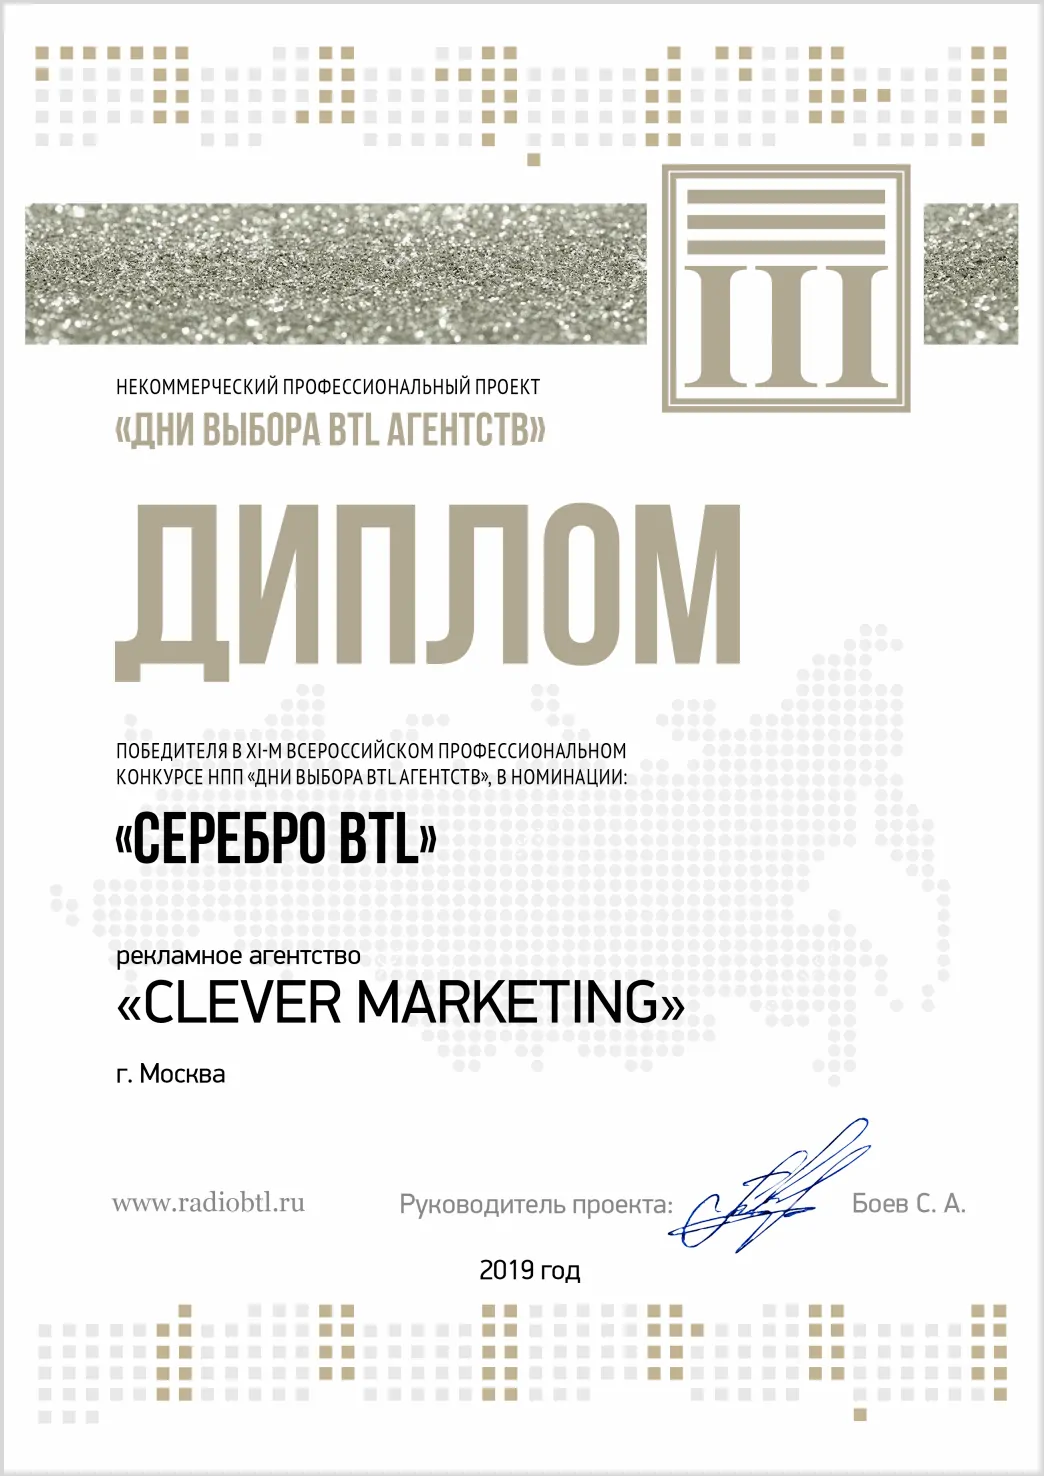 III
НЕКОММЕРЧЕСКИЙ ПРОФЕССИОНАЛЬНЫЙ ПРОЕКТ
«ДНИ ВЫБОРА BTL АГЕНТСТВ»
ДИПЛОМ
ПОБЕДИТЕЛЯ В XI-М ВСЕРОССИЙСКОМ ПРОФЕССИОНАЛЬНОМ
КОНКУРСЕ НПП «ДНИ ВЫБОРА BTL АГЕНТСТВ», В НОМИНАЦИИ:
«СЕРЕБРО BTL»
рекламное агентство
«CLEVER MARKETING»
г. Москва
www.radiobtl.ru Руководитель проекта: Боев С. А.
2019 год